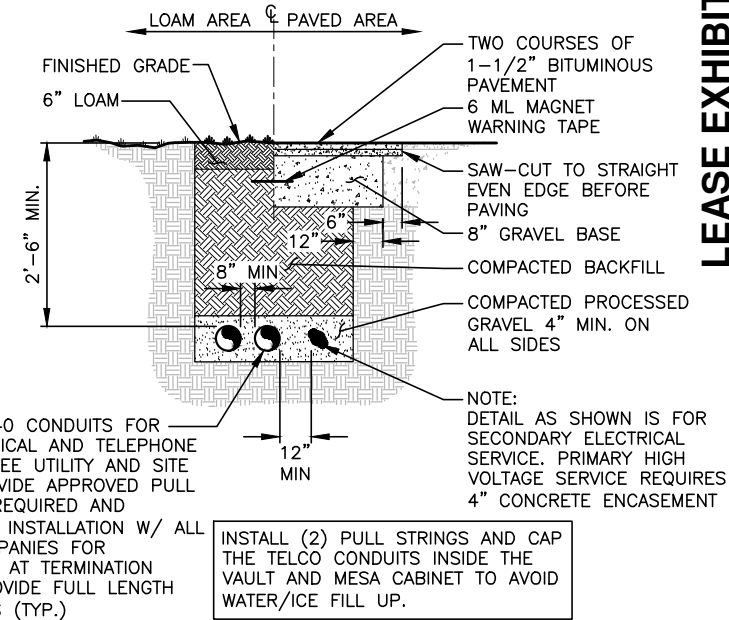 LOAM AREA
℄
PAVED AREA
FINISHED GRADE
6" LOAM
TWO COURSES OF
1-1/2" BITUMINOUS
PAVEMENT
6 ML MAGNET
WARNING TAPE
SAW-CUT TO STRAIGHT
EVEN EDGE BEFORE
PAVING
8" GRAVEL BASE
COMPACTED BACKFILL
COMPACTED PROCESSED
GRAVEL 4" MIN. ON
ALL SIDES
2'-6" MIN.
6"
12"
8" MIN
12"
MIN
NOTE:
DETAIL AS SHOWN IS FOR
SECONDARY ELECTRICAL
SERVICE. PRIMARY HIGH
VOLTAGE SERVICE REQUIRES
4" CONCRETE ENCASEMENT
CONDUITS FOR
ICAL AND TELEPHONE
EE UTILITY AND SITE
VIDE APPROVED PULL
REQUIRED AND
INSTALLATION W/ ALL
PANIES FOR
AT TERMINATION
OVIDE FULL LENGTH
(TYP.)
INSTALL (2) PULL STRINGS AND CAP
THE TELCO CONDUITS INSIDE THE
VAULT AND MESA CABINET TO AVOID
WATER/ICE FILL UP.
LEASE EXHIBIT